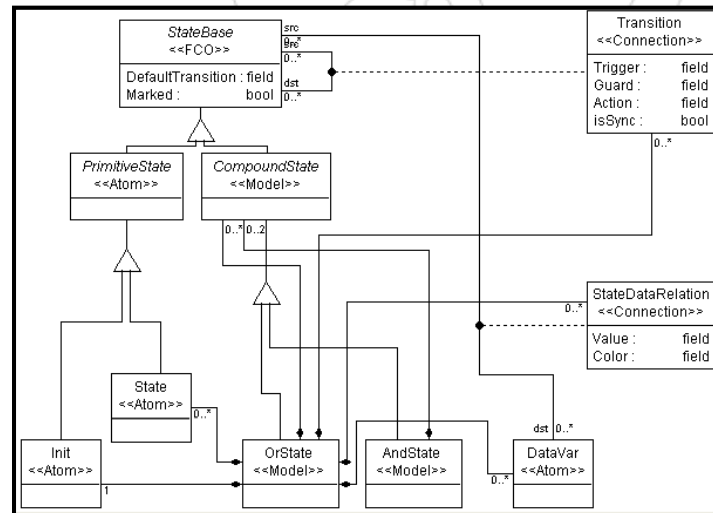 StateBase
<<FCO>>
DefaultTransition : field
Marked : bool
src
0..*
src
0..*
dst
0..*
Transition
<<Connection>>
Trigger : field
Guard : field
Action : field
isSync : bool
0..*
PrimitiveState
<<Atom>>
CompoundState
<<Model>>
0..*
0..2
StateDataRelation
<<Connection>>
Value : field
Color : field
0..*
State
<<Atom>>
0..*
Init
<<Atom>>
1
OrState
<<Model>>
AndState
<<Model>>
dst 0..*
DataVar
<<Atom>>
0..*